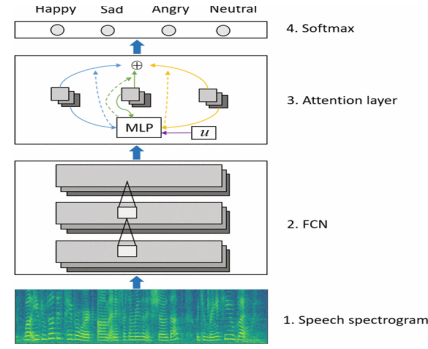 Happy Sad Angry Neutral
4. Softmax
3. Attention layer
MLP
u
2. FCN
1. Speech spectrogram